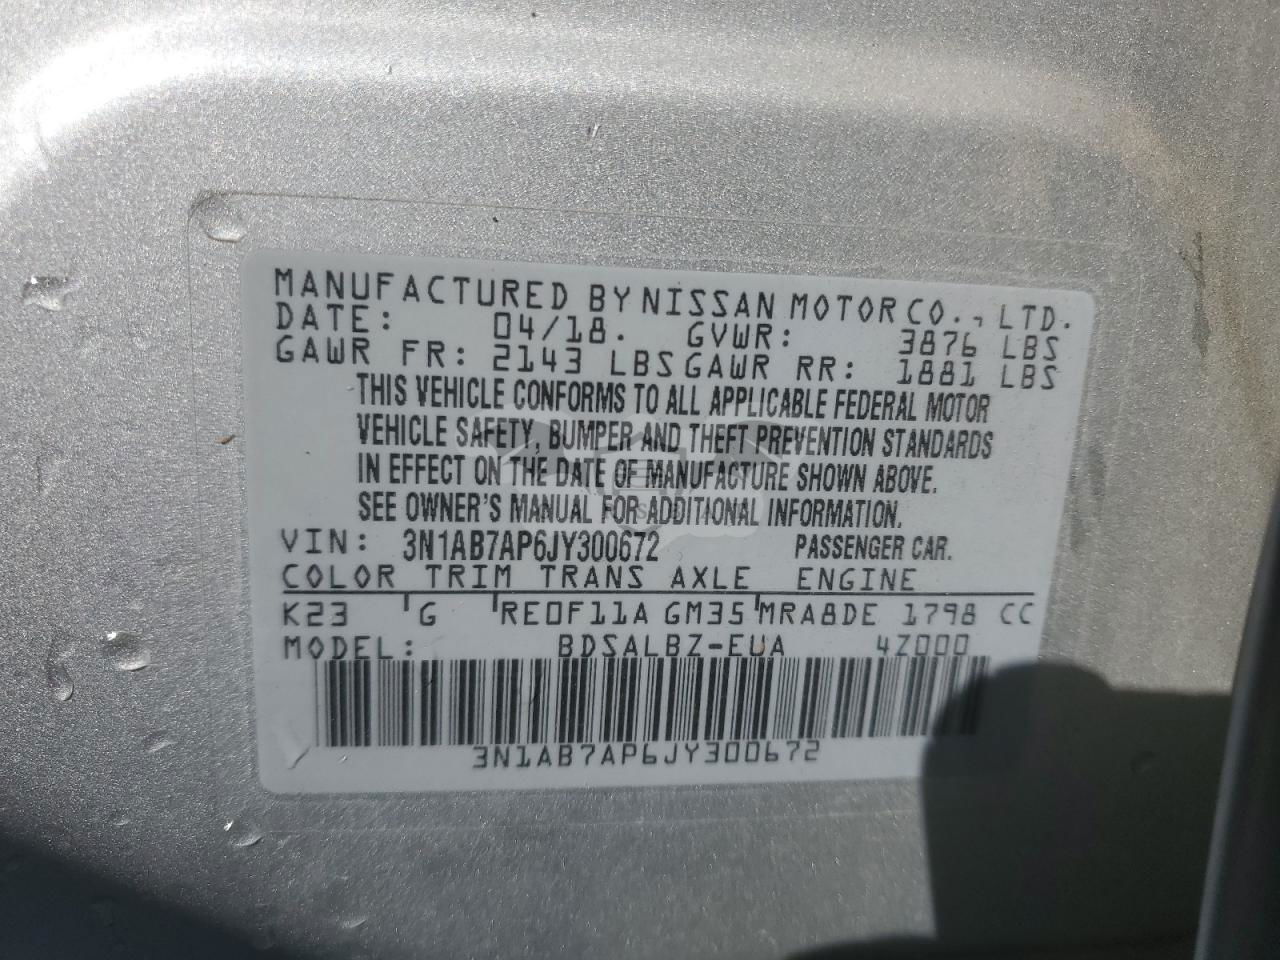 MANUFACTURED BY NISSAN MOTOR CO., LTD.
DATE: 04/18. GVWR: 3876 LBS
GAWR FR: 2143 LBS GAWR RR: 1881 LBS
THIS VEHICLE CONFORMS TO ALL APPLICABLE FEDERAL MOTOR
VEHICLE SAFETY, BUMPER AND THEFT PREVENTION STANDARDS
IN EFFECT ON THE DATE OF MANUFACTURE SHOWN ABOVE.
SEE OWNER'S MANUAL FOR ADDITIONAL INFORMATION.
VIN: 3N1AB7AP6JY300672 PASSENGER CAR.
COLOR TRIM TRANS AXLE ENGINE
K23 G RE0F11A GM35 MRA8DE 1798 CC
MODEL: BDSALBZ-EUA 4Z000
3N1AB7AP6JY300672